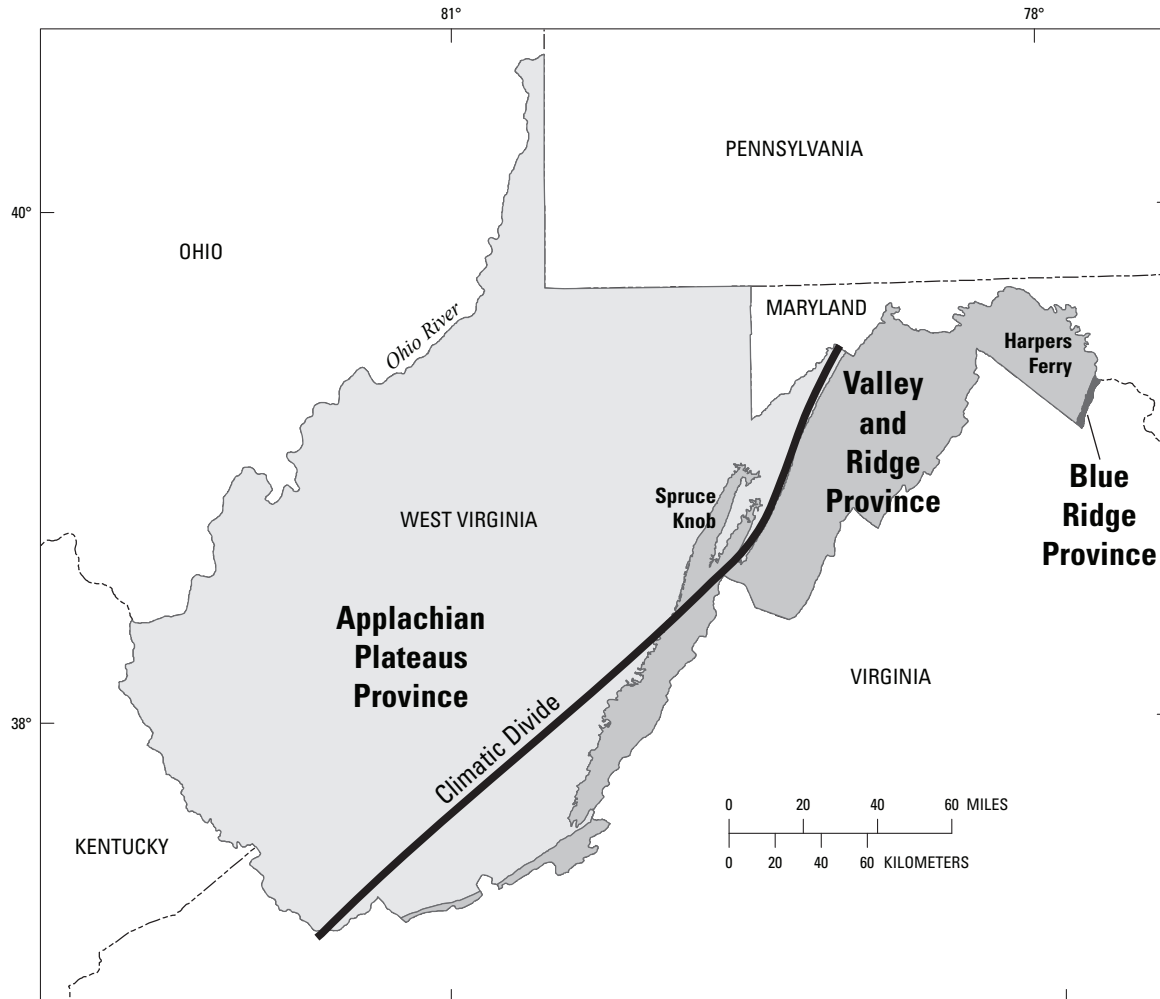 81°
78°
PENNSYLVANIA
40°
OHIO
MARYLAND
Ohio River
Harpers
Ferry
Valley
and
Ridge
Province
Blue
Ridge
Province
Spruce
Knob
WEST VIRGINIA
Applachian
Plateaus
Province
VIRGINIA
38°
Climatic Divide
0 20 40 60 MILES
0 20 40 60 KILOMETERS
KENTUCKY